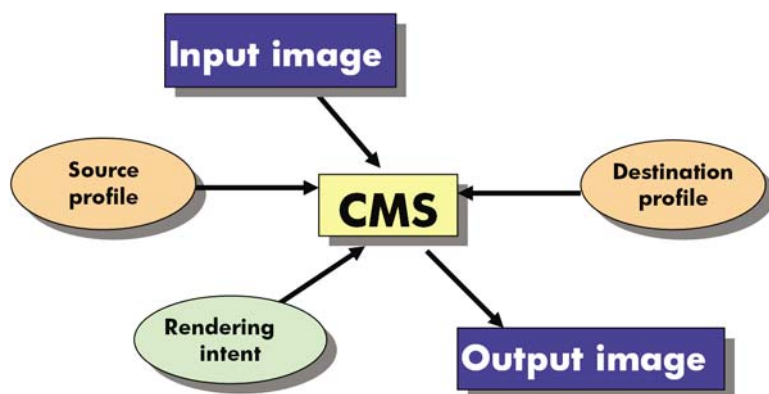 Input image
Source
profile
CMS
Destination
profile
Rendering
intent
Output image